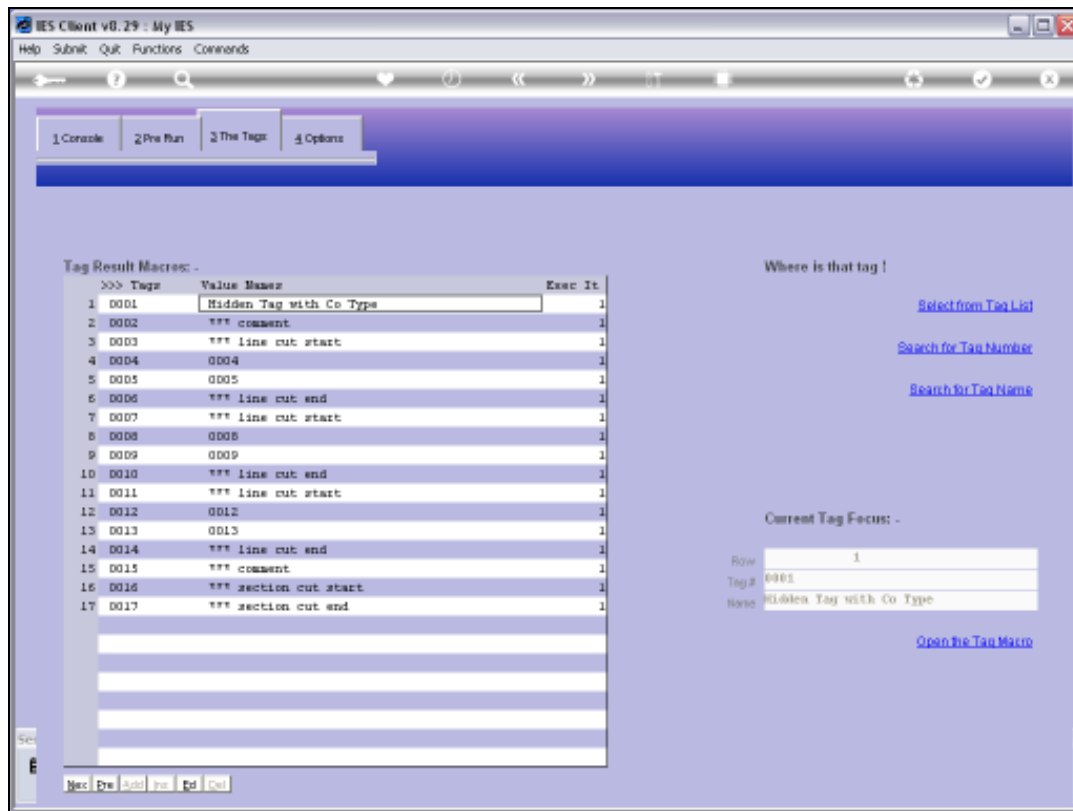 IES Client v8.29 : My IES
Help Submit Quit Functions Commands
1 Console 2 Pre Run 3 The Tags 4 Options
Tag Result Macros: -
>>> Tags Value Names Exec It
1 0001 Hidden Tag with Co Type 1
2 0002 *** comment 1
3 0003 *** line cut start 1
4 0004 0004 1
5 0005 0005 1
6 0006 *** line cut end 1
7 0007 *** line cut start 1
8 0008 0008 1
9 0009 0009 1
10 0010 *** line cut end 1
11 0011 *** line cut start 1
12 0012 0012 1
13 0013 0013 1
14 0014 *** line cut end 1
15 0015 *** comment 1
16 0016 *** section cut start 1
17 0017 *** section cut end 1
Where is that tag !
Select from Tag List
Search for Tag Number
Search for Tag Name
Current Tag Focus: -
Row 1
Tag # 0001
Name Hidden Tag with Co Type
Open the Tag Macro
Nex Pre Add Ins Ed Del